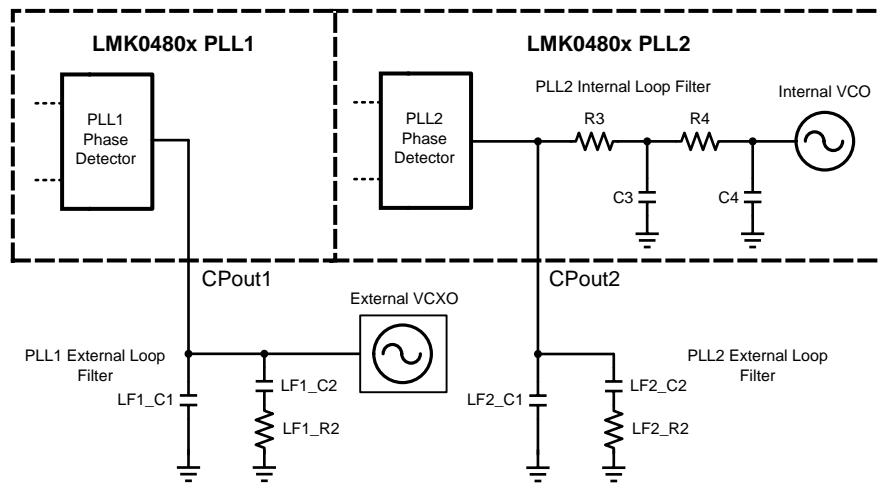 LMK0480x PLL1
LMK0480x PLL2
PLL1
Phase
Detector
PLL2
Phase
Detector
PLL2 Internal Loop Filter
Internal VCO
R3
R4
C3
C4
CPout1
CPout2
External VCXO
PLL1 External Loop
Filter
LF1_C1
LF1_C2
LF1_R2
LF2_C1
LF2_C2
LF2_R2
PLL2 External Loop
Filter